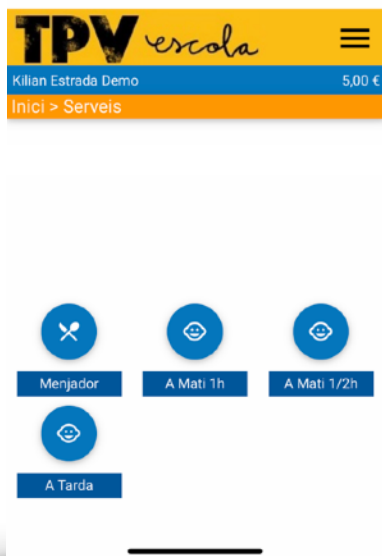 TPV escola
Kilian Estrada Demo 5,00 €
Inici > Serveis
Menjador A Mati 1h A Mati 1/2h
A Tarda